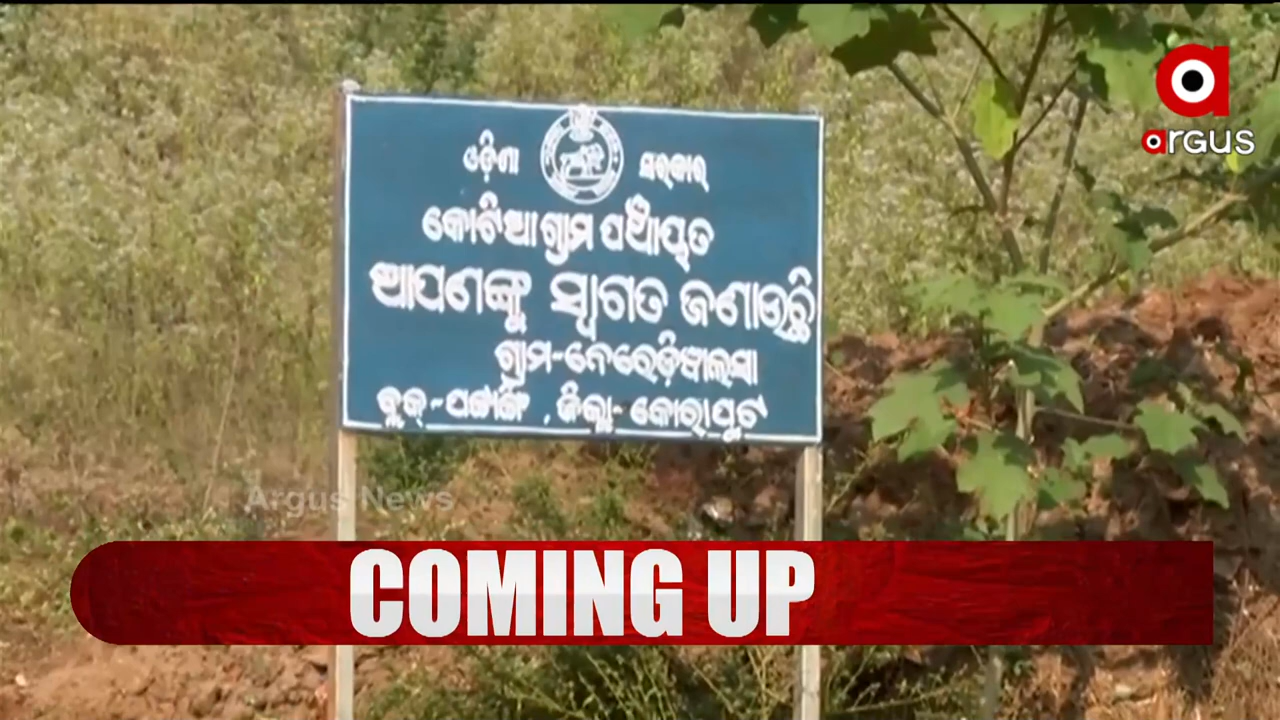 argus
ଓଡ଼ିଶା ସରକାର୍
କୋଟିଆ ଗ୍ରାମ ପଞ୍ଚାୟତ
ଆପଣଙ୍କୁ ସ୍ୱାଗତ ଜଣାଉଛି
ଗ୍ରାମ-ନେରେଡ଼ିଵାଲସା
ବ୍ଲକ୍-ପଟ୍ଟାଙ୍ଗି , ଜିଲ୍ଲା- କୋରାପୁଟ
Argus News
COMING UP